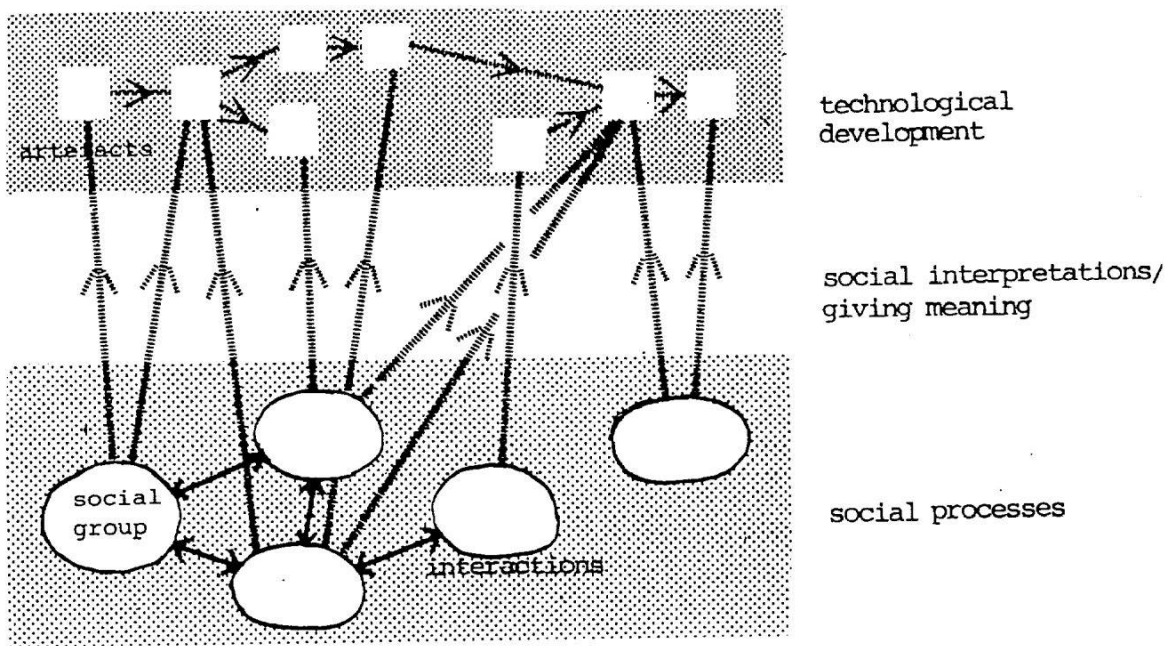 technological
development
artefacts
social interpretations/
giving meaning
social
group
social processes
interactions